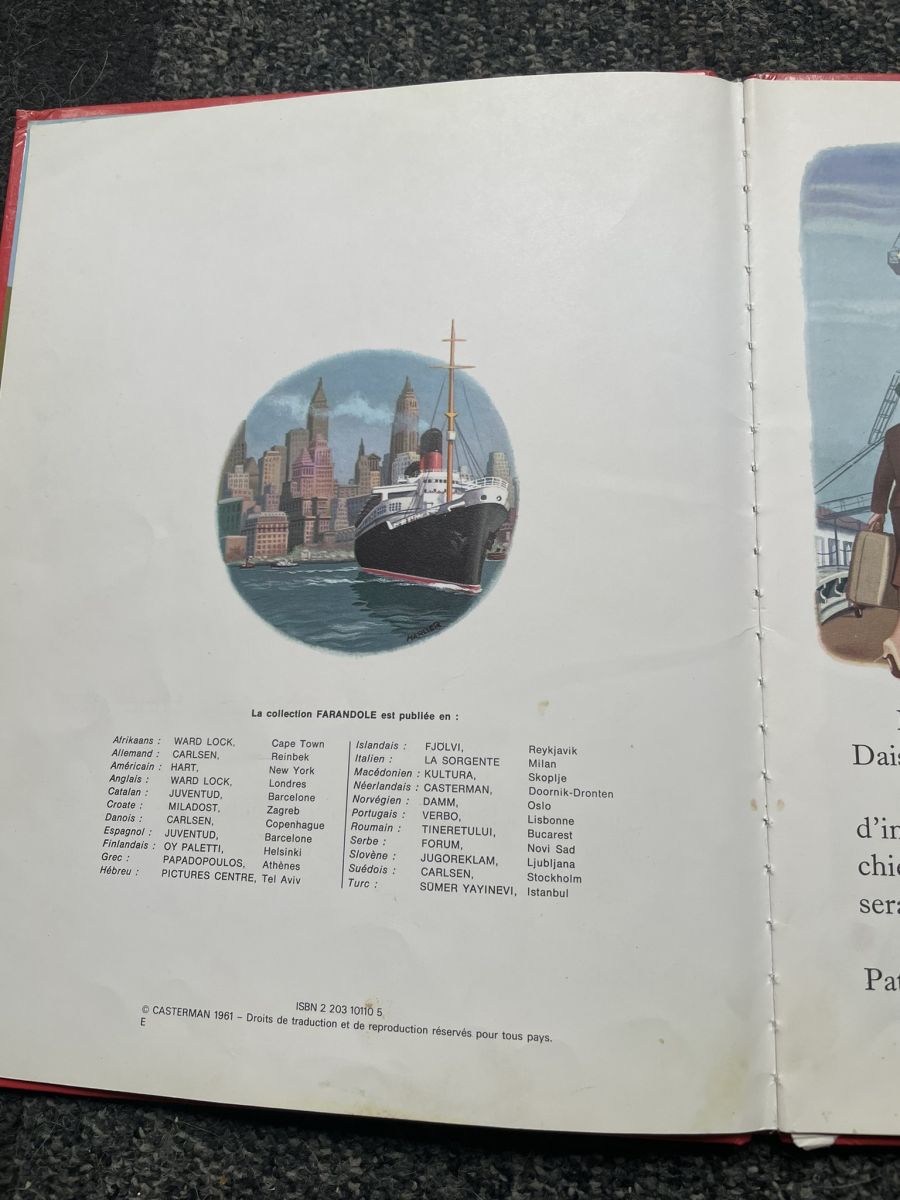 MARLIER
La collection FARANDOLE est publiée en :
Afrikaans : WARD LOCK, Cape Town
Allemand : CARLSEN, Reinbek
Américain : HART, New York
Anglais : WARD LOCK, Londres
Catalan : JUVENTUD, Barcelone
Croate : MILADOST, Zagreb
Danois : CARLSEN, Copenhague
Espagnol : JUVENTUD, Barcelone
Finlandais : OY PALETTI, Helsinki
Grec : PAPADOPOULOS, Athènes
Hébreu : PICTURES CENTRE, Tel Aviv
Islandais : FJÖLVI, Reykjavik
Italien : LA SORGENTE Milan
Macédonien : KULTURA, Skoplje
Néerlandais : CASTERMAN, Doornik-Dronten
Norvégien : DAMM, Oslo
Portugais : VERBO, Lisbonne
Roumain : TINERETULUI, Bucarest
Serbe : FORUM, Novi Sad
Slovène : JUGOREKLAM, Ljubljana
Suédois : CARLSEN, Stockholm
Turc : SÜMER YAYINEVI, Istanbul
ISBN 2 203 10110 5
© CASTERMAN 1961 – Droits de traduction et de reproduction réservés pour tous pays.
E
Dais
d'in
chie
sera
Pat